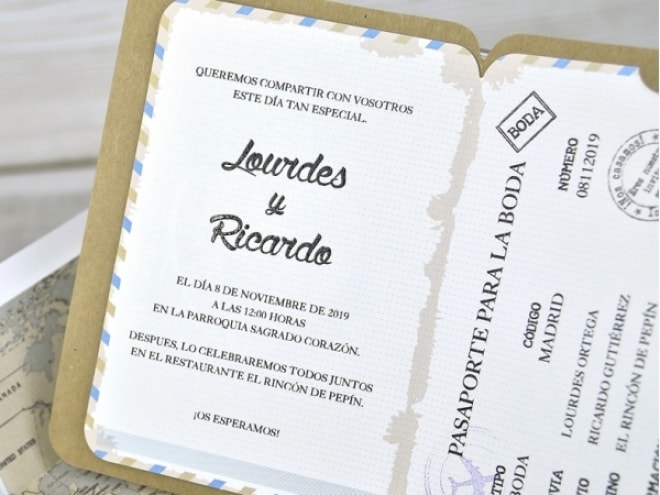 QUEREMOS COMPARTIR CON VOSOTROS
ESTE DÍA TAN ESPECIAL.
Lourdes
y
Ricardo
EL DÍA 8 DE NOVIEMBRE DE 2019
A LAS 12:00 HORAS
EN LA PARROQUIA SAGRADO CORAZÓN.
DESPUES, LO CELEBRAREMOS TODOS JUNTOS
EN EL RESTAURANTE EL RINCÓN DE PEPÍN.
¡OS ESPERAMOS!
BODA
PASAPORTE PARA LA BODA
NÚMERO
08112019
¡Nos casamos!
CÓDIGO
MADRID
LOURDES ORTEGA
RICARDO GUTIÉRREZ
EL RINCÓN DE PEPÍN